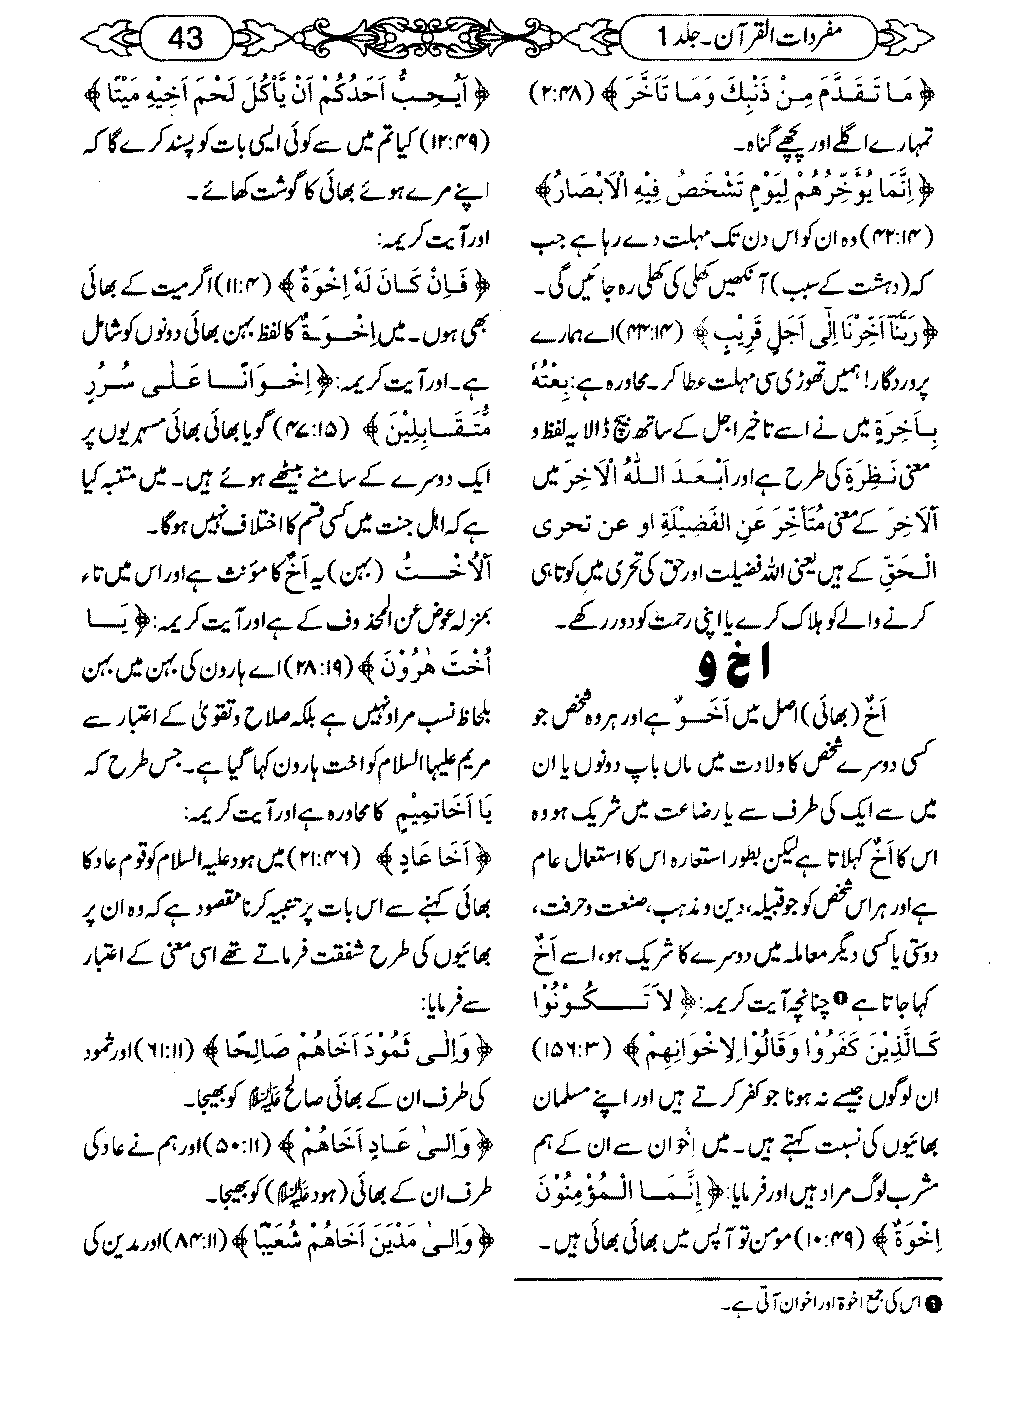 مفردات القرآن۔ جلد 1
43
﴿مَا تَقَدَّمَ مِنْ ذَنْبِكَ وَمَا تَاَخَّرَ﴾ (۲:۴۸)
تمہارے اگلے اور پچھلے گناہ۔
﴿اِنَّمَا يُؤَخِّرُهُمْ لِيَوْمٍ تَشْخَصُ فِيْهِ الْاَبْصَارُ﴾
(۴۲:۱۴) وہ ان کو اس دن تک مہلت دے رہا ہے جب
کہ (دہشت کے سبب) آنکھیں کھلی کی کھلی رہ جائیں گی۔
﴿رَبَّنَآ اَخِّرْنَا اِلٰٓى اَجَلٍ قَرِيْبٍ﴾ (۴۴:۱۴) اے ہمارے
پروردگار! ہمیں تھوڑی سی مہلت عطا کر۔ محاورہ ہے: بِعْتُهٗ
بِاَخِرَةٍ میں نے اسے تاخیر اجل کے ساتھ بیچ ڈالا یہ لفظ و
معنی نَظِرَةٍ کی طرح ہے اور اَبْعَدَ اللّٰهُ الْاٰخِرَ میں
اَلْاٰخِرَ کے معنی مُتَاَخِّرَ عَنِ الْفَضِيْلَةِ او عن تحری
الْحَقِّ کے ہیں یعنی اللہ فضیلت اور حق کی تحری میں کوتاہی
کرنے والے کو ہلاک کرے یا اپنی رحمت کو دور رکھے۔
ا خ و
اَخٌ (بھائی) اصل میں اَخَوٌ ہے اور ہر وہ شخص جو
کسی دوسرے شخص کا ولادت میں ماں باپ دونوں یا ان
میں سے ایک کی طرف سے یا رضاعت میں شریک ہو وہ
اس کا اَخٌ کہلاتا ہے لیکن بطور استعارہ اس کا استعمال عام
ہے اور ہر اس شخص کو جو قبیلہ، دین و مذہب، صنعت و حرفت،
دوستی یا کسی دیگر معاملہ میں دوسرے کا شریک ہو، اسے اَخٌ
کہا جاتا ہے ❶ چنانچہ آیت کریمہ: ﴿لَا تَكُوْنُوْا
كَالَّذِيْنَ كَفَرُوْا وَقَالُوْا لِاِخْوَانِهِمْ﴾ (۱۵۶:۳)
ان لوگوں جیسے نہ ہونا جو کفر کرتے ہیں اور اپنے مسلمان
بھائیوں کی نسبت کہتے ہیں۔ میں اِخْوان سے ان کے ہم
مشرب لوگ مراد ہیں اور فرمایا: ﴿اِنَّمَا الْمُؤْمِنُوْنَ
اِخْوَةٌ﴾ (۱۰:۴۹) مومن تو آپس میں بھائی بھائی ہیں۔
❶ اس کی جمع اخوۃ اور اخوان آتی ہے۔
﴿اَيُحِبُّ اَحَدُكُمْ اَنْ يَّاْكُلَ لَحْمَ اَخِيْهِ مَيْتًا﴾
(۱۲:۴۹) کیا تم میں سے کوئی ایسی بات کو پسند کرے گا کہ
اپنے مرے ہوئے بھائی کا گوشت کھائے۔
اور آیت کریمہ:
﴿فَاِنْ كَانَ لَهٗ اِخْوَةٌ﴾ (۱۱:۴) اگر میت کے بھائی
بھی ہوں۔ میں اِخْوَةٌ کا لفظ بہن بھائی دونوں کو شامل
ہے۔ اور آیت کریمہ: ﴿اِخْوَانًا عَلٰى سُرُرٍ
مُّتَقَابِلِيْنَ﴾ (۴۷:۱۵) گویا بھائی بھائی مسہریوں پر
ایک دوسرے کے سامنے بیٹھے ہوئے ہیں۔ میں متنبہ کیا
ہے کہ اہل جنت میں کسی قسم کا اختلاف نہیں ہوگا۔
اَلْاُخْتُ (بہن) یہ اَخٌ کا مؤنث ہے اور اس میں تاء
بمنزلہ عوض عن المحذوف کے ہے اور آیت کریمہ: ﴿يَا
اُخْتَ هٰرُوْنَ﴾ (۲۸:۱۹) اے ہارون کی بہن میں بہن
بلحاظ نسب مراد نہیں ہے بلکہ صلاح و تقویٰ کے اعتبار سے
مریم علیہا السلام کو اخت ہارون کہا گیا ہے۔ جس طرح کہ
يَا اَخَا تَمِيْمٍ کا محاورہ ہے اور آیت کریمہ:
﴿اَخَا عَادٍ﴾ (۲۱:۴۶) میں ہود علیہ السلام کو قوم عاد کا
بھائی کہنے سے اس بات پر تنبیہ کرنا مقصود ہے کہ وہ ان پر
بھائیوں کی طرح شفقت فرماتے تھے اسی معنی کے اعتبار
سے فرمایا:
﴿وَاِلٰى ثَمُوْدَ اَخَاهُمْ صَالِحًا﴾ (۶۱:۱۱) اور ثمود
کی طرف ان کے بھائی صالح علیہ السلام کو بھیجا۔
﴿وَاِلٰى عَادٍ اَخَاهُمْ﴾ (۵۰:۱۱) اور ہم نے عاد کی
طرف ان کے بھائی (ہود علیہ السلام) کو بھیجا۔
﴿وَاِلٰى مَدْيَنَ اَخَاهُمْ شُعَيْبًا﴾ (۸۴:۱۱) اور مدین کی